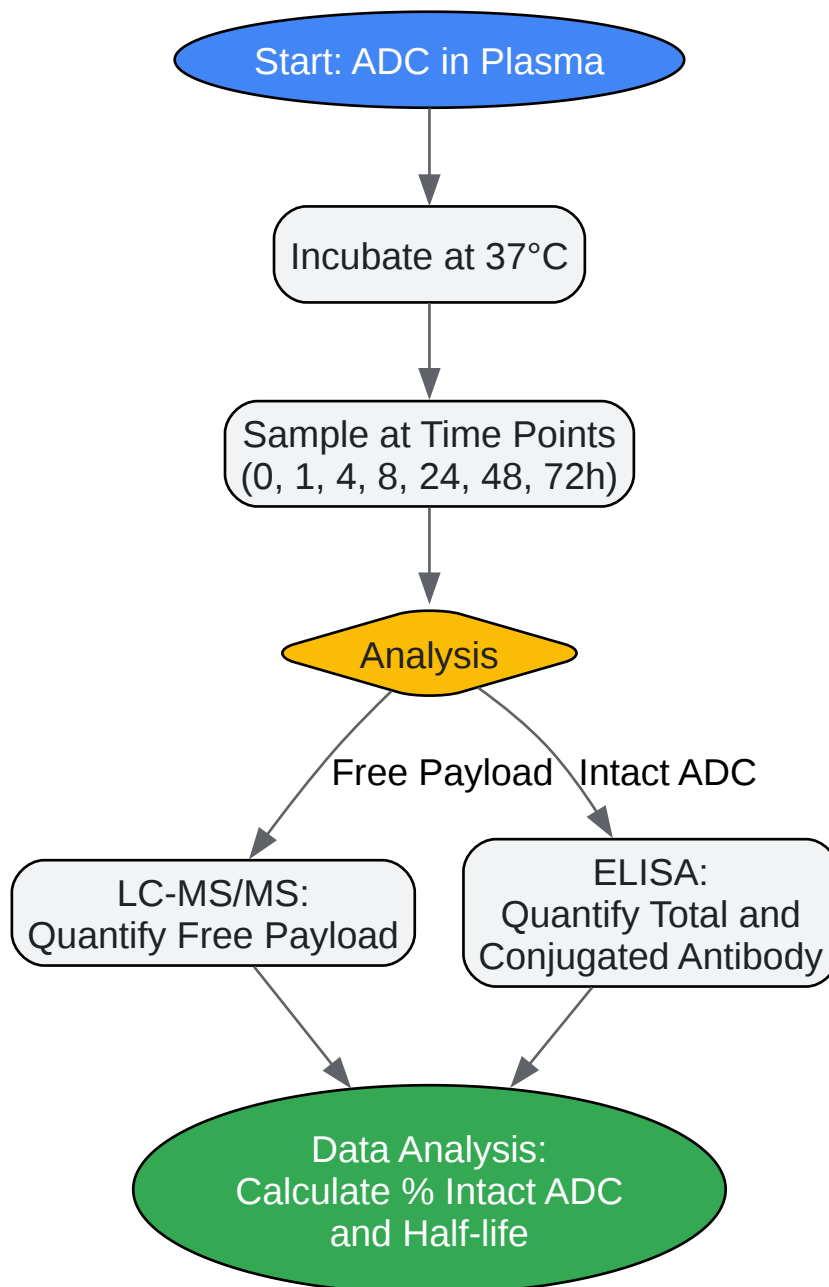 Start: ADC in Plasma
Incubate at 37°C
Sample at Time Points
(0, 1, 4, 8, 24, 48, 72h)
Analysis
Free Payload
Intact ADC
LC-MS/MS:
Quantify Free Payload
ELISA:
Quantify Total and
Conjugated Antibody
Data Analysis:
Calculate % Intact ADC
and Half-life